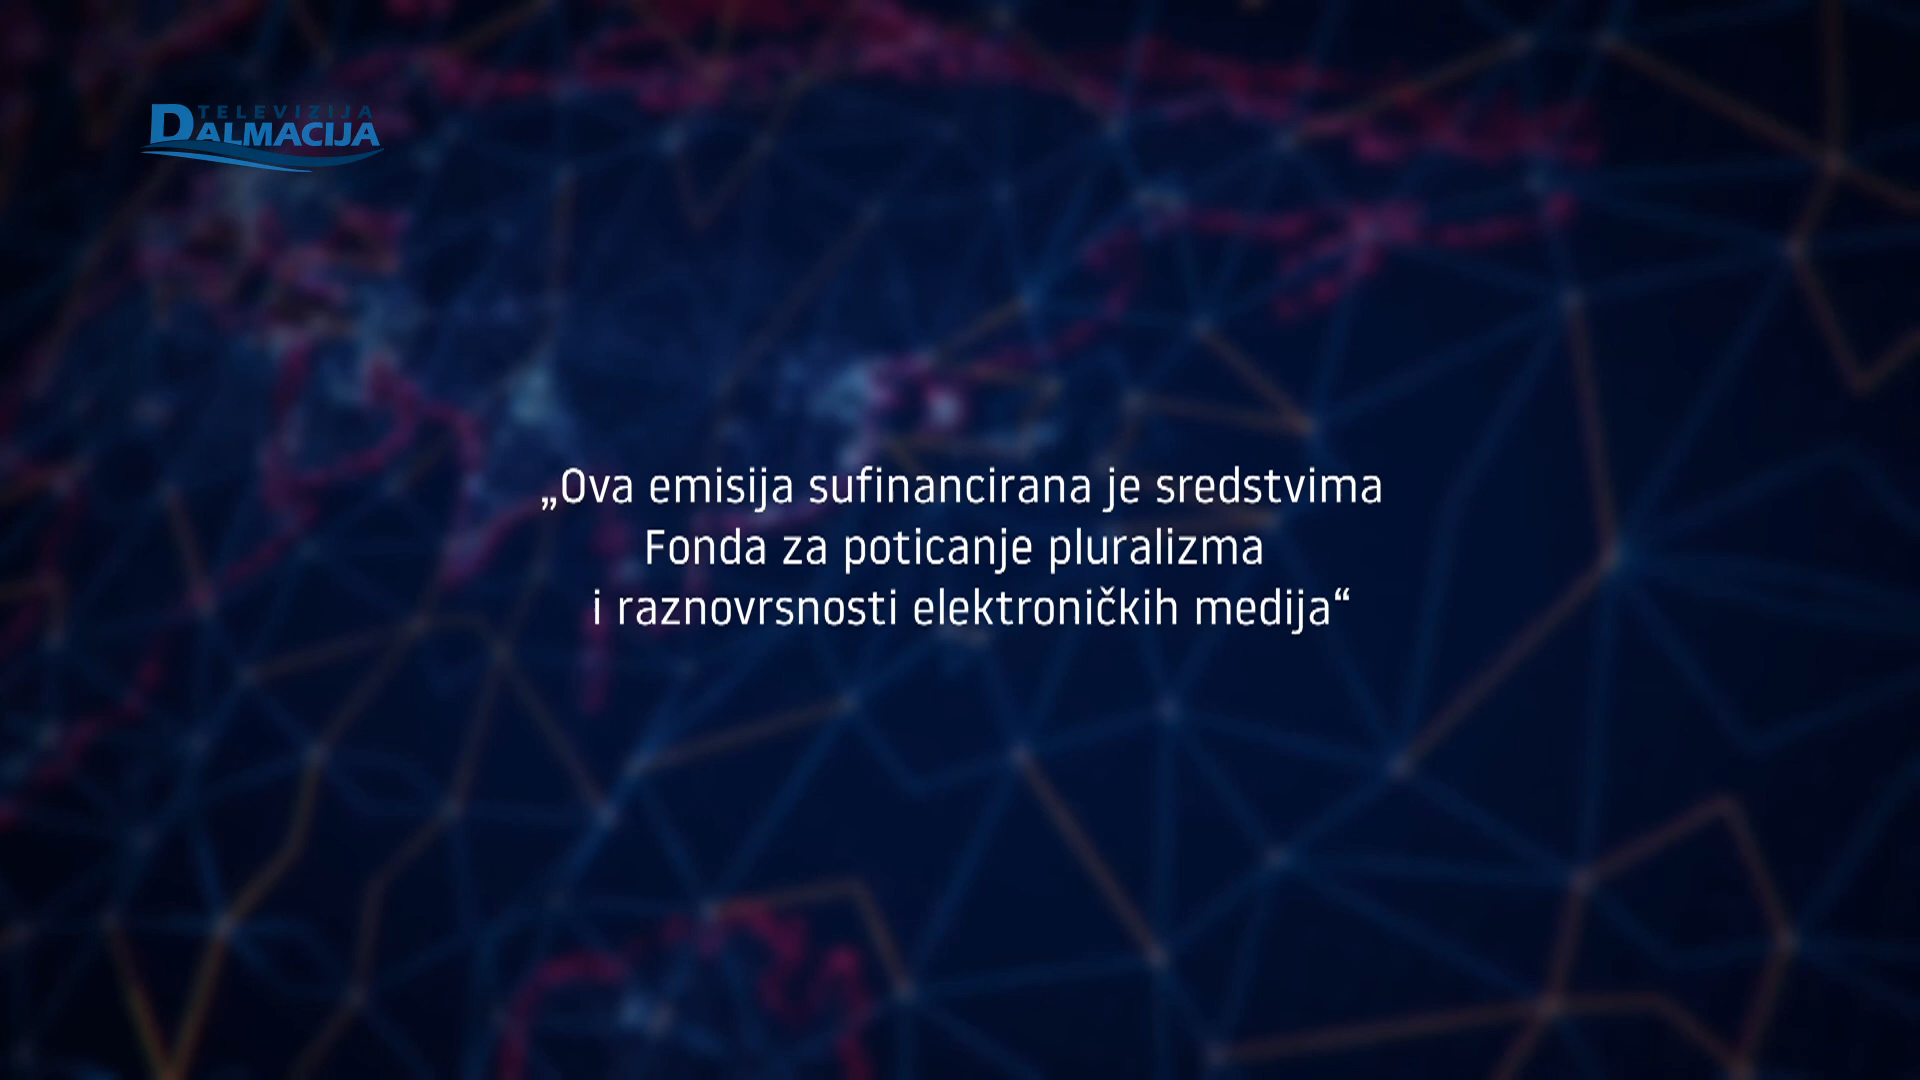 TELEVIZIJA
DALMACIJA
„Ova emisija sufinancirana je sredstvima
Fonda za poticanje pluralizma
i raznovrsnosti elektroničkih medija“